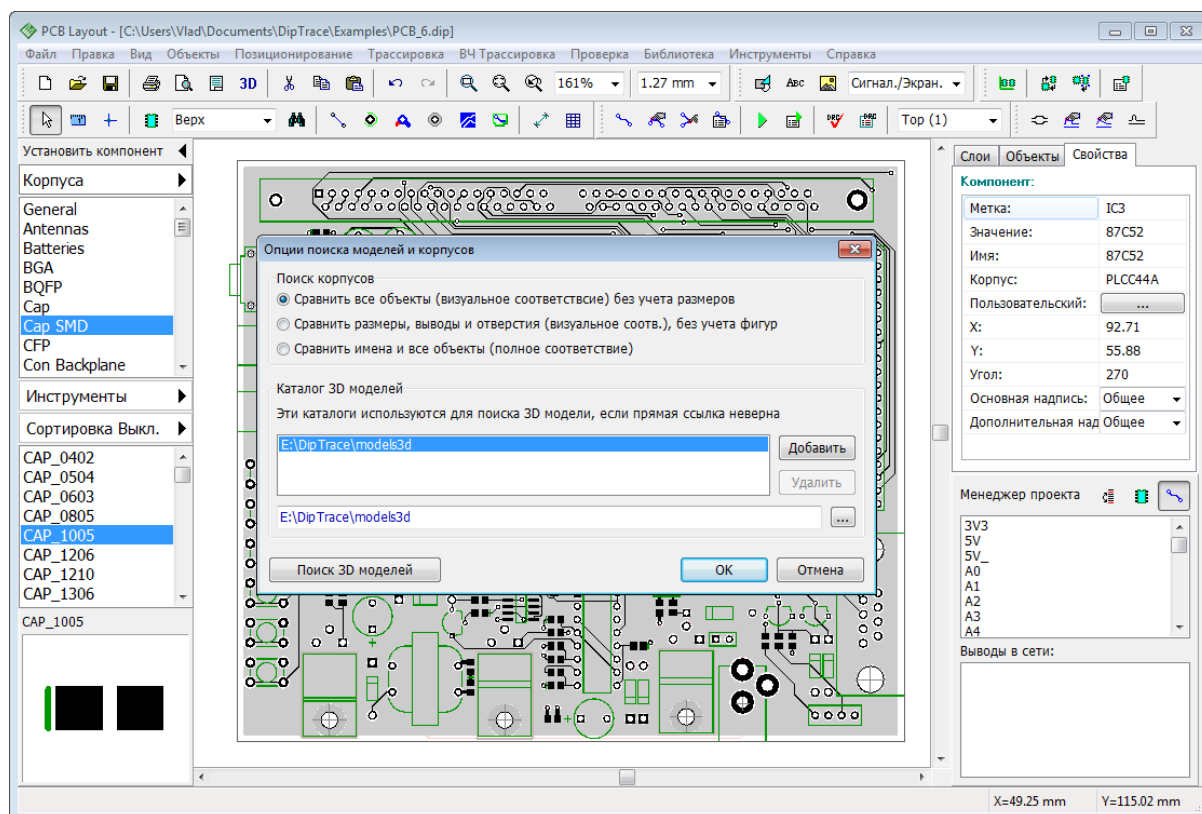 PCB Layout - [C:\Users\Vlad\Documents\DipTrace\Examples\PCB_6.dip]
Файл Правка Вид Объекты Позиционирование Трассировка ВЧ Трассировка Проверка Библиотека Инструменты Справка
3D 161% 1.27 mm ABC Сигнал./Экран.
Верх DRC DRC Top (1)
Установить компонент
Корпуса
General
Antennas
Batteries
BGA
BQFP
Cap
Cap SMD
CFP
Con Backplane
Инструменты
Сортировка Выкл.
CAP_0402
CAP_0504
CAP_0603
CAP_0805
CAP_1005
CAP_1206
CAP_1210
CAP_1306
CAP_1005
Опции поиска моделей и корпусов
Поиск корпусов
Сравнить все объекты (визуальное соответствсие) без учета размеров
Сравнить размеры, выводы и отверстия (визуальное соотв.), без учета фигур
Сравнить имена и все объекты (полное соответствие)
Каталог 3D моделей
Эти каталоги используются для поиска 3D модели, если прямая ссылка неверна
E:\DipTrace\models3d
Добавить
Удалить
E:\DipTrace\models3d
...
Поиск 3D моделей OK Отмена
Слои Объекты Свойства
Компонент:
Метка: IC3
Значение: 87C52
Имя: 87C52
Корпус: PLCC44A
Пользовательский: ...
X: 92.71
Y: 55.88
Угол: 270
Основная надпись: Общее
Дополнительная над Общее
Менеджер проекта
3V3
5V
5V_
A0
A1
A2
A3
A4
Выводы в сети:
X=49.25 mm Y=115.02 mm